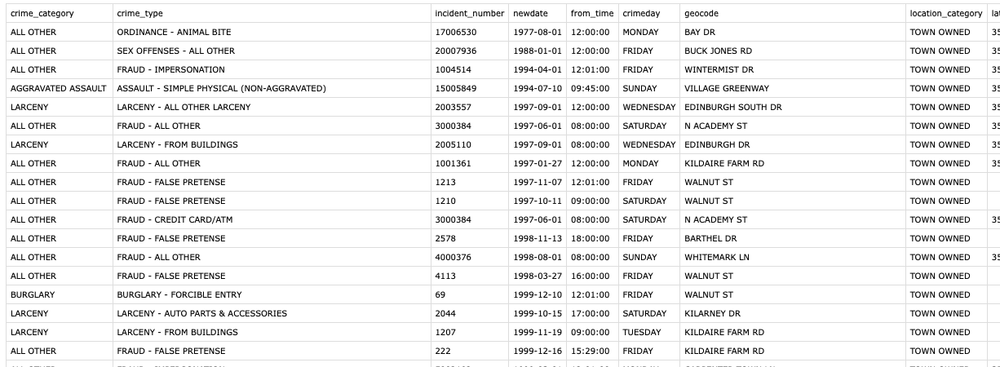 crime_category crime_type incident_number newdate from_time crimeday geocode location_category lat
ALL OTHER ORDINANCE - ANIMAL BITE 17006530 1977-08-01 12:00:00 MONDAY BAY DR TOWN OWNED 35
ALL OTHER SEX OFFENSES - ALL OTHER 20007936 1988-01-01 12:00:00 FRIDAY BUCK JONES RD TOWN OWNED 35
ALL OTHER FRAUD - IMPERSONATION 1004514 1994-04-01 12:01:00 FRIDAY WINTERMIST DR TOWN OWNED 35
AGGRAVATED ASSAULT ASSAULT - SIMPLE PHYSICAL (NON-AGGRAVATED) 15005849 1994-07-10 09:45:00 SUNDAY VILLAGE GREENWAY TOWN OWNED 35
LARCENY LARCENY - ALL OTHER LARCENY 2003557 1997-09-01 12:00:00 WEDNESDAY EDINBURGH SOUTH DR TOWN OWNED 35
ALL OTHER FRAUD - ALL OTHER 3000384 1997-06-01 08:00:00 SATURDAY N ACADEMY ST TOWN OWNED 35
LARCENY LARCENY - FROM BUILDINGS 2005110 1997-09-01 08:00:00 WEDNESDAY EDINBURGH DR TOWN OWNED 35
ALL OTHER FRAUD - ALL OTHER 1001361 1997-01-27 12:00:00 MONDAY KILDAIRE FARM RD TOWN OWNED 35
ALL OTHER FRAUD - FALSE PRETENSE 1213 1997-11-07 12:01:00 FRIDAY WALNUT ST TOWN OWNED
ALL OTHER FRAUD - FALSE PRETENSE 1210 1997-10-11 09:00:00 SATURDAY WALNUT ST TOWN OWNED
ALL OTHER FRAUD - CREDIT CARD/ATM 3000384 1997-06-01 08:00:00 SATURDAY N ACADEMY ST TOWN OWNED 35
ALL OTHER FRAUD - FALSE PRETENSE 2578 1998-11-13 18:00:00 FRIDAY BARTHEL DR TOWN OWNED
ALL OTHER FRAUD - ALL OTHER 4000376 1998-08-01 08:00:00 SUNDAY WHITEMARK LN TOWN OWNED 35
ALL OTHER FRAUD - FALSE PRETENSE 4113 1998-03-27 16:00:00 FRIDAY WALNUT ST TOWN OWNED
BURGLARY BURGLARY - FORCIBLE ENTRY 69 1999-12-10 12:01:00 FRIDAY WALNUT ST TOWN OWNED
LARCENY LARCENY - AUTO PARTS & ACCESSORIES 2044 1999-10-15 17:00:00 SATURDAY KILARNEY DR TOWN OWNED
LARCENY LARCENY - FROM BUILDINGS 1207 1999-11-19 09:00:00 TUESDAY KILDAIRE FARM RD TOWN OWNED
ALL OTHER FRAUD - FALSE PRETENSE 222 1999-12-16 15:29:00 FRIDAY KILDAIRE FARM RD TOWN OWNED